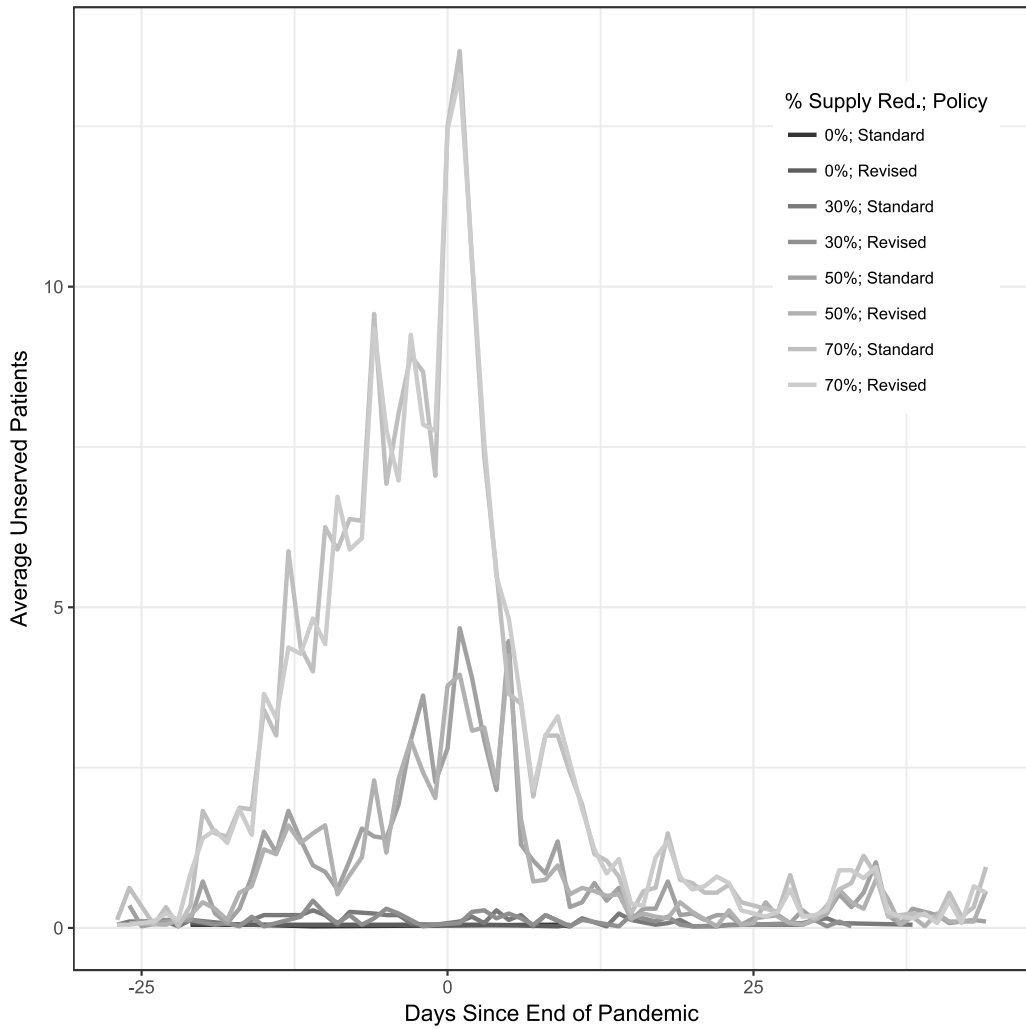 % Supply Red.; Policy
0%; Standard
0%; Revised
30%; Standard
30%; Revised
50%; Standard
50%; Revised
70%; Standard
70%; Revised
10
5
0
Average Unserved Patients
-25
0
25
Days Since End of Pandemic